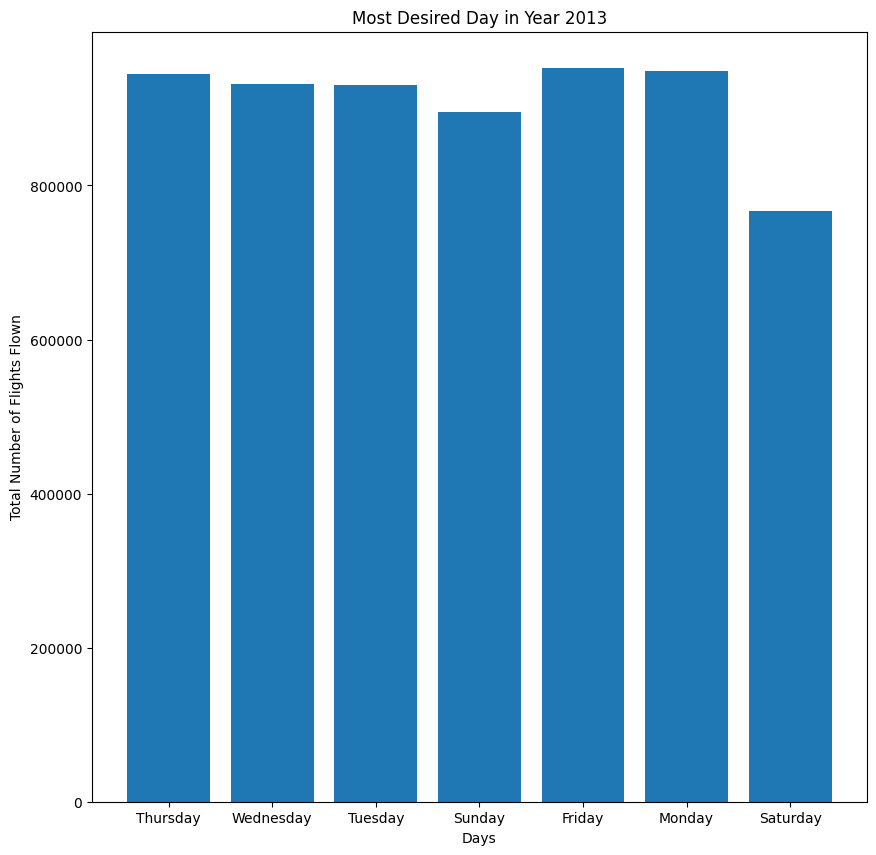 Most Desired Day in Year 2013
Total Number of Flights Flown
800000
600000
400000
200000
0
Thursday Wednesday Tuesday Sunday Friday Monday Saturday
Days